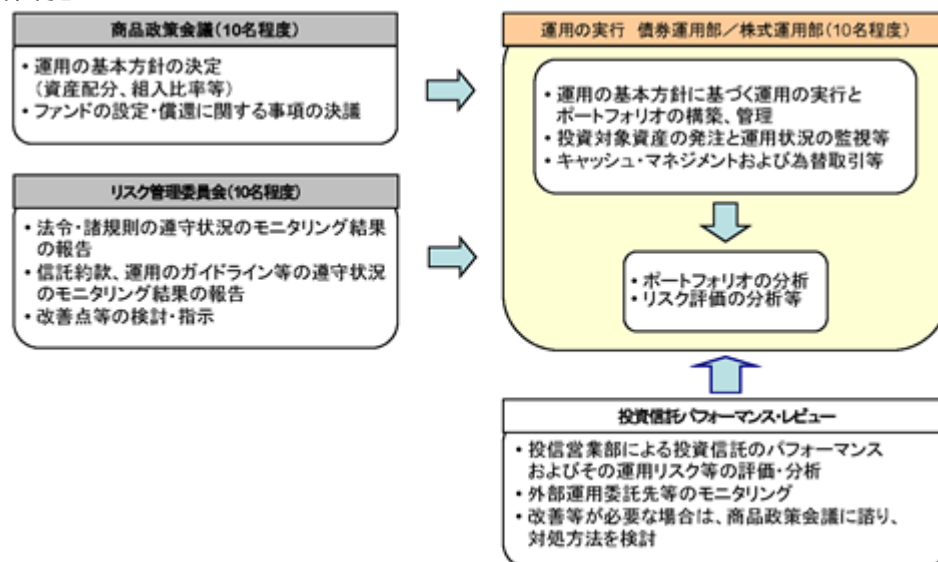 商品政策会議(10名程度)
・運用の基本方針の決定
(資産配分、組入比率等)
・ファンドの設定・償還に関する事項の決議
リスク管理委員会(10名程度)
・法令・諸規則の遵守状況のモニタリング結果
の報告
・信託約款、運用のガイドライン等の遵守状況
のモニタリング結果の報告
・改善点等の検討・指示
運用の実行 債券運用部/株式運用部(10名程度)
・運用の基本方針に基づく運用の実行と
ポートフォリオの構築、管理
・投資対象資産の発注と運用状況の監視等
・キャッシュ・マネジメントおよび為替取引等
・ポートフォリオの分析
・リスク評価の分析等
投資信託パフォーマンス・レビュー
・投信営業部による投資信託のパフォーマンス
およびその運用リスク等の評価・分析
・外部運用委託先等のモニタリング
・改善等が必要な場合は、商品政策会議に諮り、
対処方法を検討